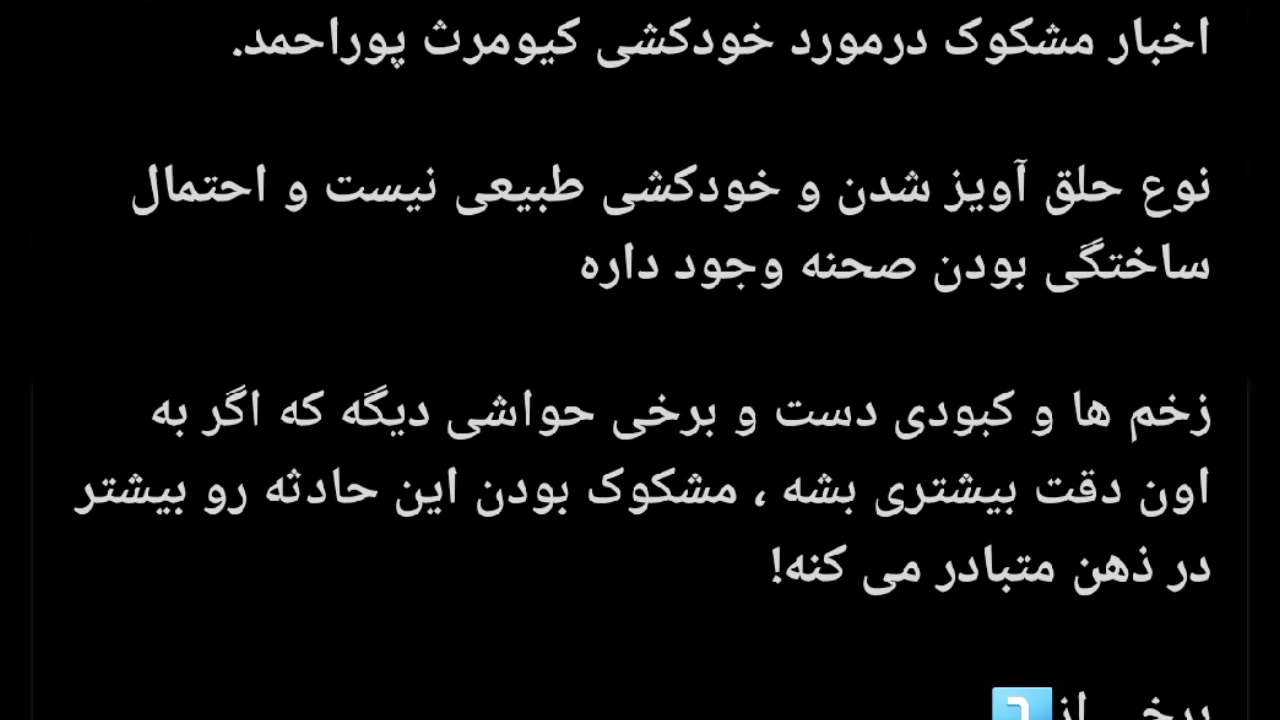 اخبار مشکوک درمورد خودکشی کیومرث پوراحمد.
نوع حلق آویز شدن و خودکشی طبیعی نیست و احتمال
ساختگی بودن صحنه وجود داره
زخم ها و کبودی دست و برخی حواشی دیگه که اگر به
اون دقت بیشتری بشه ، مشکوک بودن این حادثه رو بیشتر
در ذهن متبادر می کنه!
برخی از